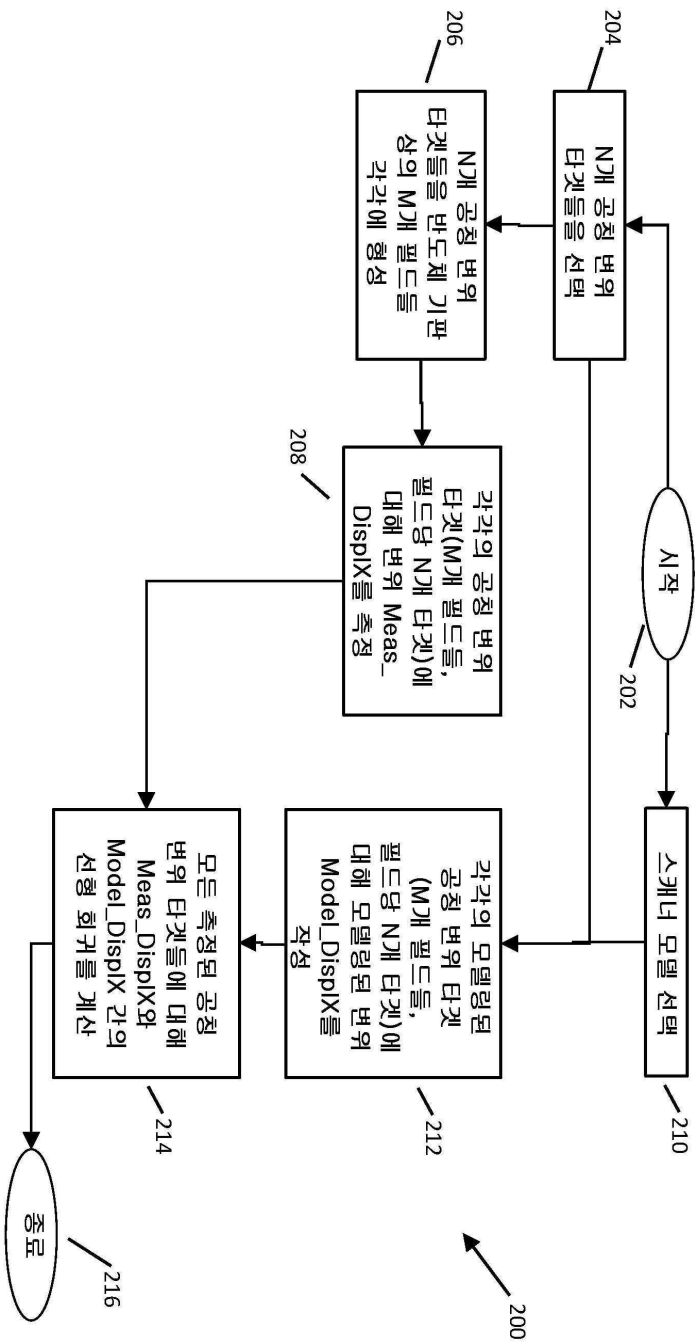 시작
202
204
N개 공칭 변위
타겟들을 선택
206
N개 공칭 변위
타겟들을 반도체 기판
상의 M개 필드들
각각에 형성
208
각각의 공칭 변위
타겟(M개 필드들,
필드당 N개 타겟)에
대해 변위 Meas_
DisplX를 측정
스캐너 모델 선택
210
각각의 모델링된
공칭 변위 타겟
(M개 필드들,
필드당 N개 타겟)에
대해 모델링된 변위
Model_DisplX를
작성
212
모든 측정된 공칭
변위 타겟들에 대해
Meas_DisplX와
Model_DisplX 간의
선형 회귀를 계산
214
종료
216
200